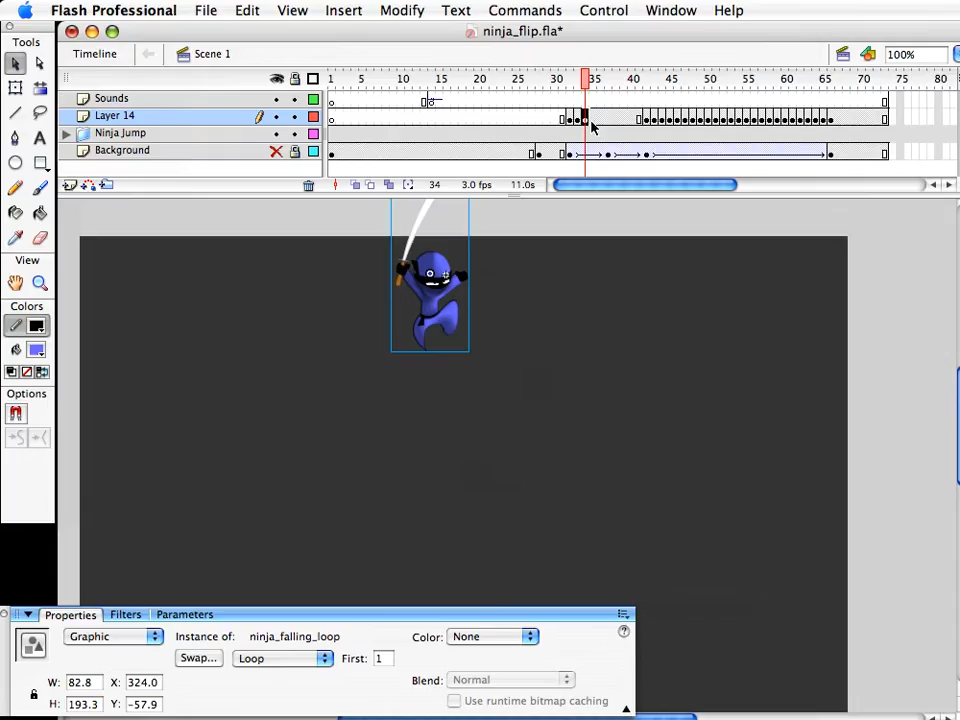 Flash Professional File Edit View Insert Modify Text Commands Control Window Help
Tools ninja_flip.fla*
Timeline Scene 1 100%
1 5 10 15 20 25 30 35 40 45 50 55 60 65 70 75 80 85
Sounds
Layer 14
Ninja Jump
Background
34 3.0 fps 11.0s
View
Colors
Options
Properties Filters Parameters
Graphic Instance of: ninja_falling_loop Color: None
Swap... Loop First: 1
W: 82.8 X: 324.0 Blend: Normal
H: 193.3 Y: -57.9 Use runtime bitmap caching